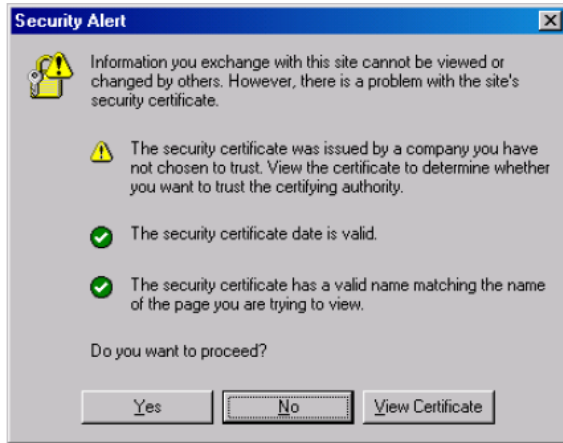 Security Alert
Information you exchange with this site cannot be viewed or
changed by others. However, there is a problem with the site's
security certificate.
The security certificate was issued by a company you have
not chosen to trust. View the certificate to determine whether
you want to trust the certifying authority.
The security certificate date is valid.
The security certificate has a valid name matching the name
of the page you are trying to view.
Do you want to proceed?
Yes
No
View Certificate